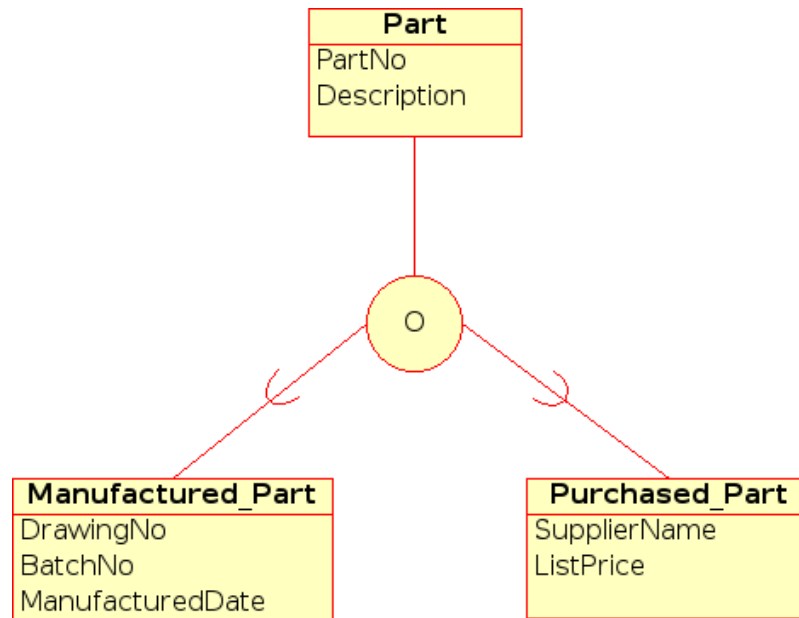 Part
PartNo
Description
O
Manufactured_Part
DrawingNo
BatchNo
ManufacturedDate
Purchased_Part
SupplierName
ListPrice